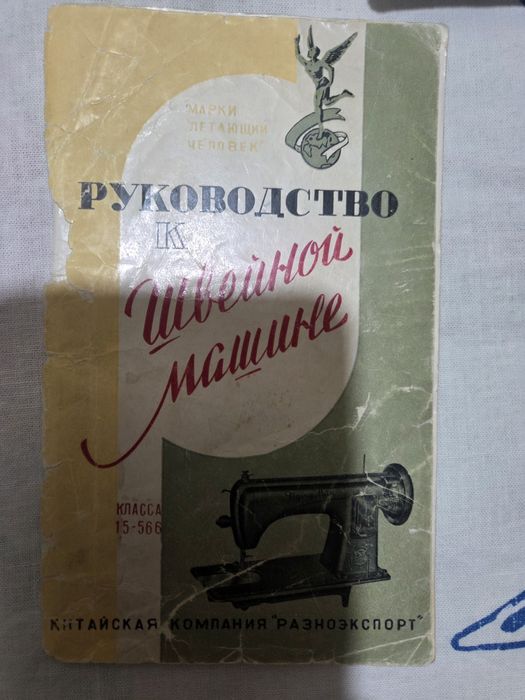 МАРКИ
"ЛЕТАЮЩИЙ
ЧЕЛОВЕК"
РУКОВОДСТВО
К
Швейной
машине
КЛАССА
15-566
КИТАЙСКАЯ КОМПАНИЯ "РАЗНОЭКСПОРТ"